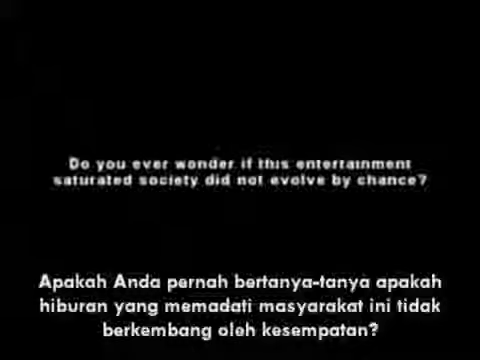 Do you ever wonder if this entertainment
saturated society did not evolve by chance?
Apakah Anda pernah bertanya-tanya apakah
hiburan yang memadati masyarakat ini tidak
berkembang oleh kesempatan?